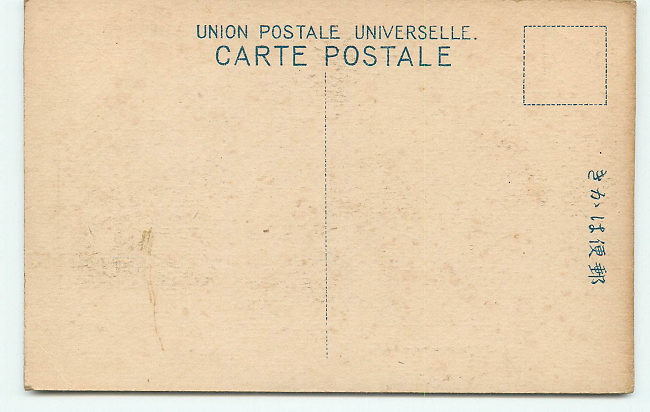 UNION POSTALE UNIVERSELLE.
CARTE POSTALE
郵便はかき